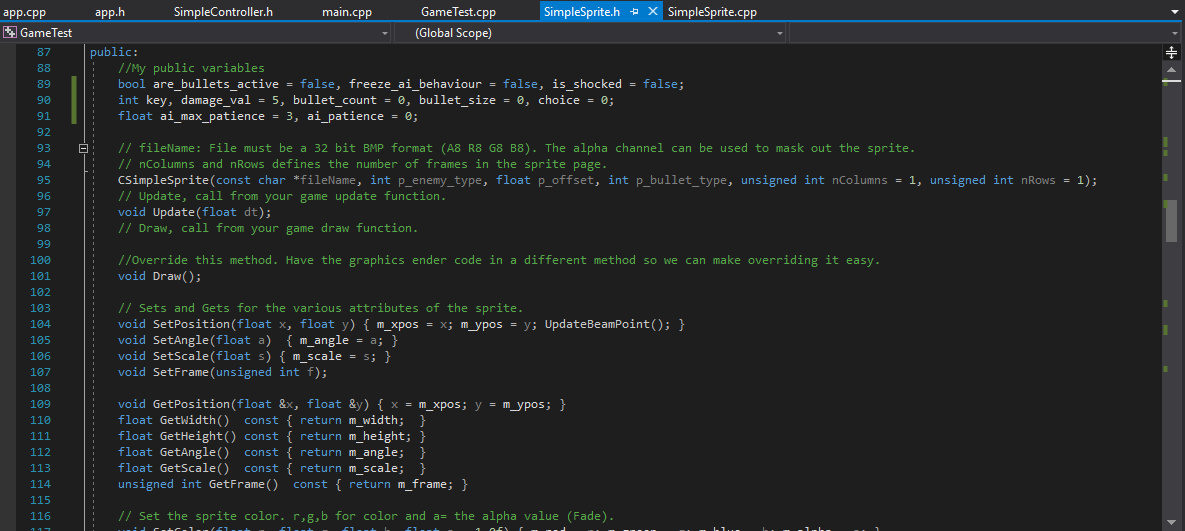 app.cpp app.h SimpleController.h main.cpp GameTest.cpp SimpleSprite.h SimpleSprite.cpp
GameTest (Global Scope)
87 public:
88 //My public variables
89 bool are_bullets_active = false, freeze_ai_behaviour = false, is_shocked = false;
90 int key, damage_val = 5, bullet_count = 0, bullet_size = 0, choice = 0;
91 float ai_max_patience = 3, ai_patience = 0;
92
93 // fileName: File must be a 32 bit BMP format (A8 R8 G8 B8). The alpha channel can be used to mask out the sprite.
94 // nColumns and nRows defines the number of frames in the sprite page.
95 CSimpleSprite(const char *fileName, int p_enemy_type, float p_offset, int p_bullet_type, unsigned int nColumns = 1, unsigned int nRows = 1);
96 // Update, call from your game update function.
97 void Update(float dt);
98 // Draw, call from your game draw function.
99
100 //Override this method. Have the graphics ender code in a different method so we can make overriding it easy.
101 void Draw();
102
103 // Sets and Gets for the various attributes of the sprite.
104 void SetPosition(float x, float y) { m_xpos = x; m_ypos = y; UpdateBeamPoint(); }
105 void SetAngle(float a)  { m_angle = a; }
106 void SetScale(float s) { m_scale = s; }
107 void SetFrame(unsigned int f);
108
109 void GetPosition(float &x, float &y) { x = m_xpos; y = m_ypos; }
110 float GetWidth()  const { return m_width;  }
111 float GetHeight() const { return m_height; }
112 float GetAngle()  const { return m_angle;  }
113 float GetScale()  const { return m_scale;  }
114 unsigned int GetFrame()  const { return m_frame; }
115
116 // Set the sprite color. r,g,b for color and a= the alpha value (Fade).